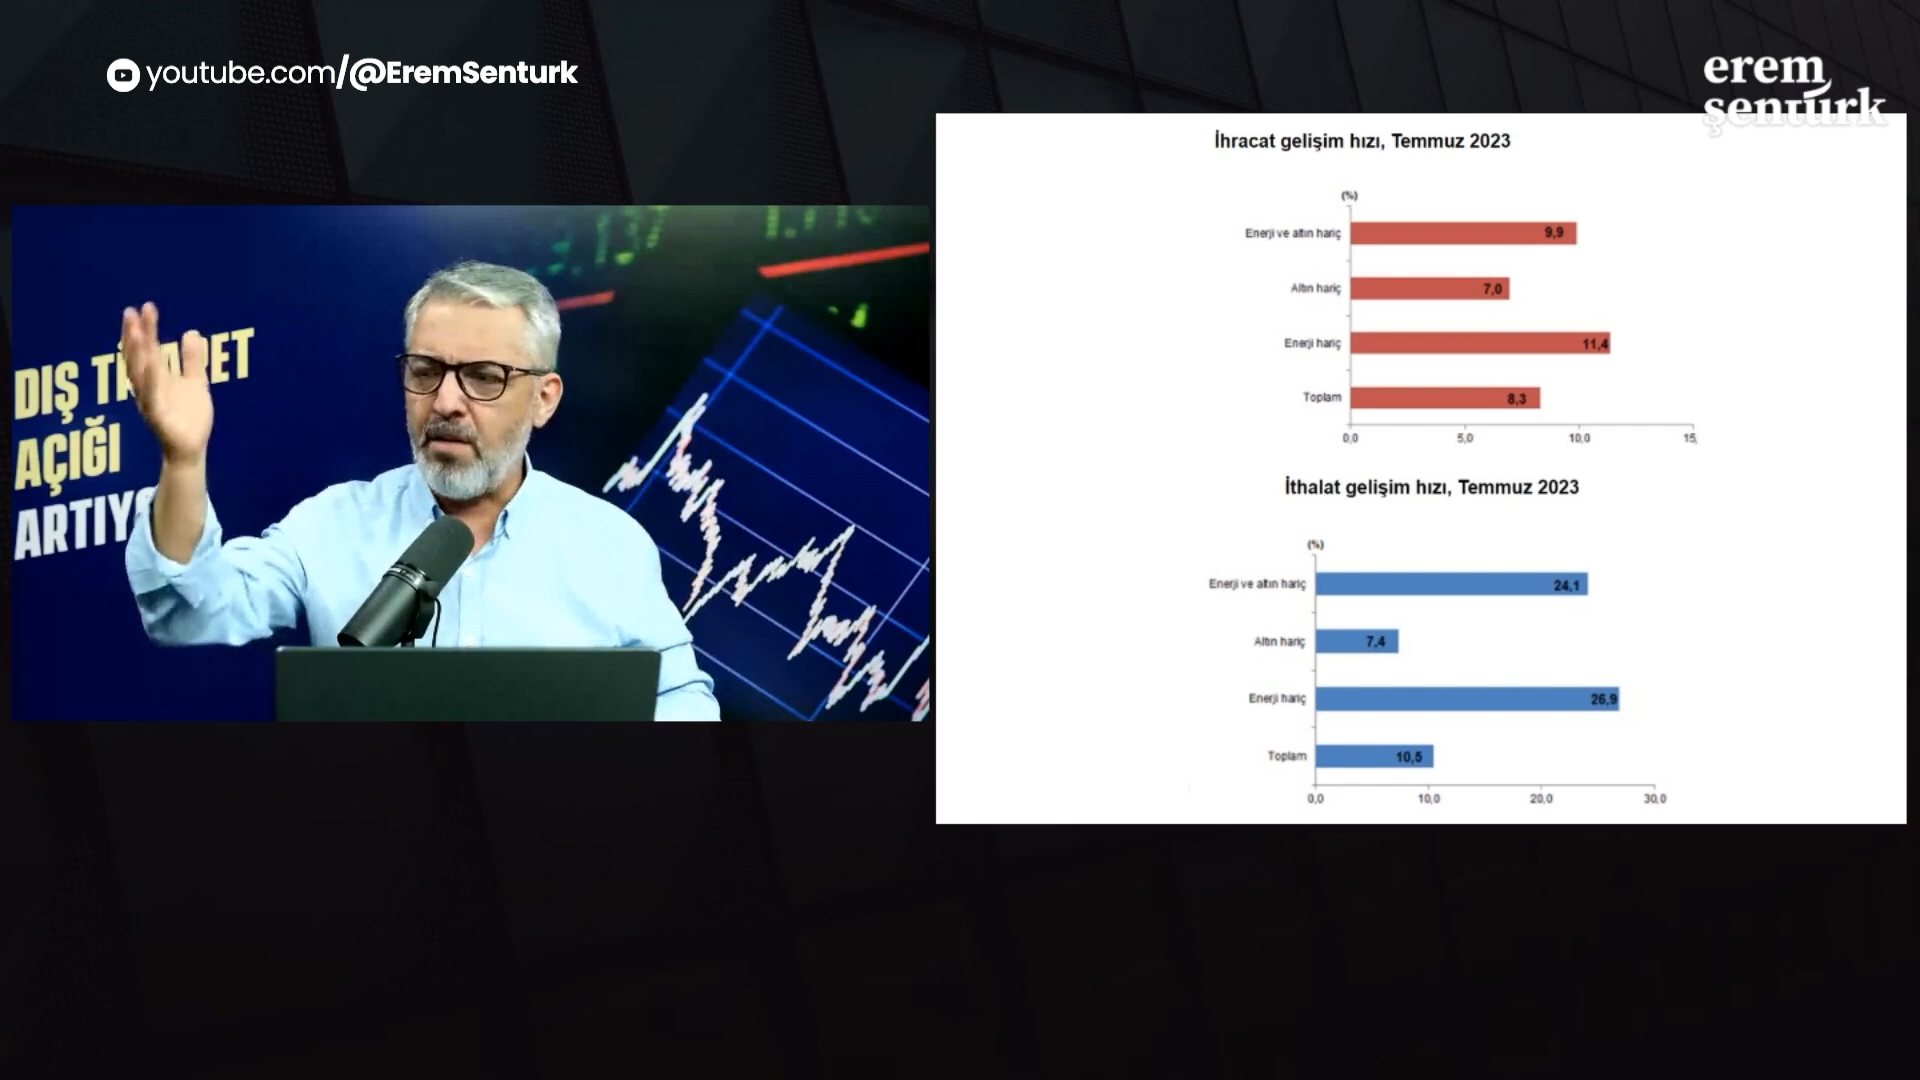 youtube.com/@EremSenturk
erem
şentürk
DIŞ TİCARET
AÇIĞI
İhracat gelişim hızı, Temmuz 2023
(%)
Enerji ve altın hariç
9,9
Altın hariç
7,0
Enerji hariç
11,4
Toplam
8,3
0,0 5,0 10,0 15,
İthalat gelişim hızı, Temmuz 2023
(%)
Enerji ve altın hariç
24,1
Altın hariç
7,4
Enerji hariç
26,9
Toplam
10,5
0,0 10,0 20,0 30,0